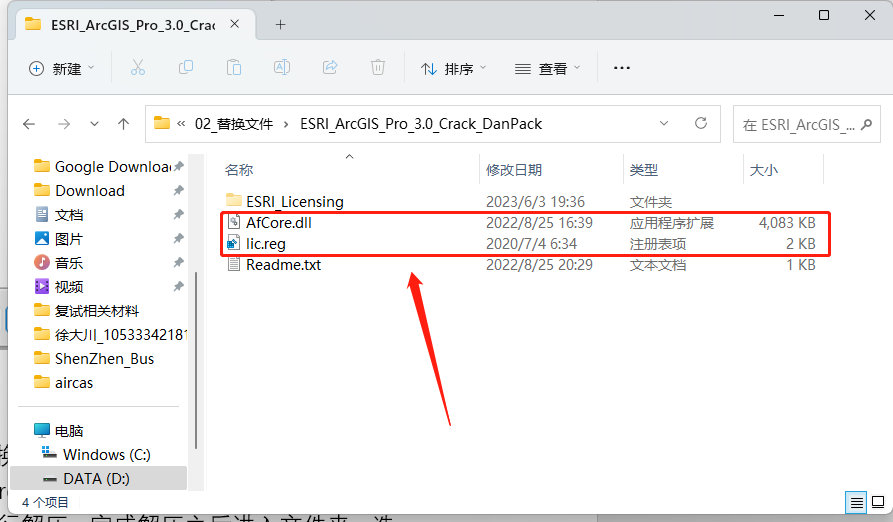 ESRI_ArcGIS_Pro_3.0_Crac
新建
排序
查看
02_替换文件 › ESRI_ArcGIS_Pro_3.0_Crack_DanPack
在 ESRI_ArcGIS_...
名称 修改日期 类型 大小
Google Downloa
Download
文档
图片
音乐
视频
复试相关材料
徐大川_10533342181
ShenZhen_Bus
aircas
电脑
Windows (C:)
DATA (D:)
ESRI_Licensing 2023/6/3 19:36 文件夹
AfCore.dll 2022/8/25 16:39 应用程序扩展 4,083 KB
lic.reg 2020/7/4 6:34 注册表项 2 KB
Readme.txt 2022/8/25 20:29 文本文档 1 KB
4 个项目